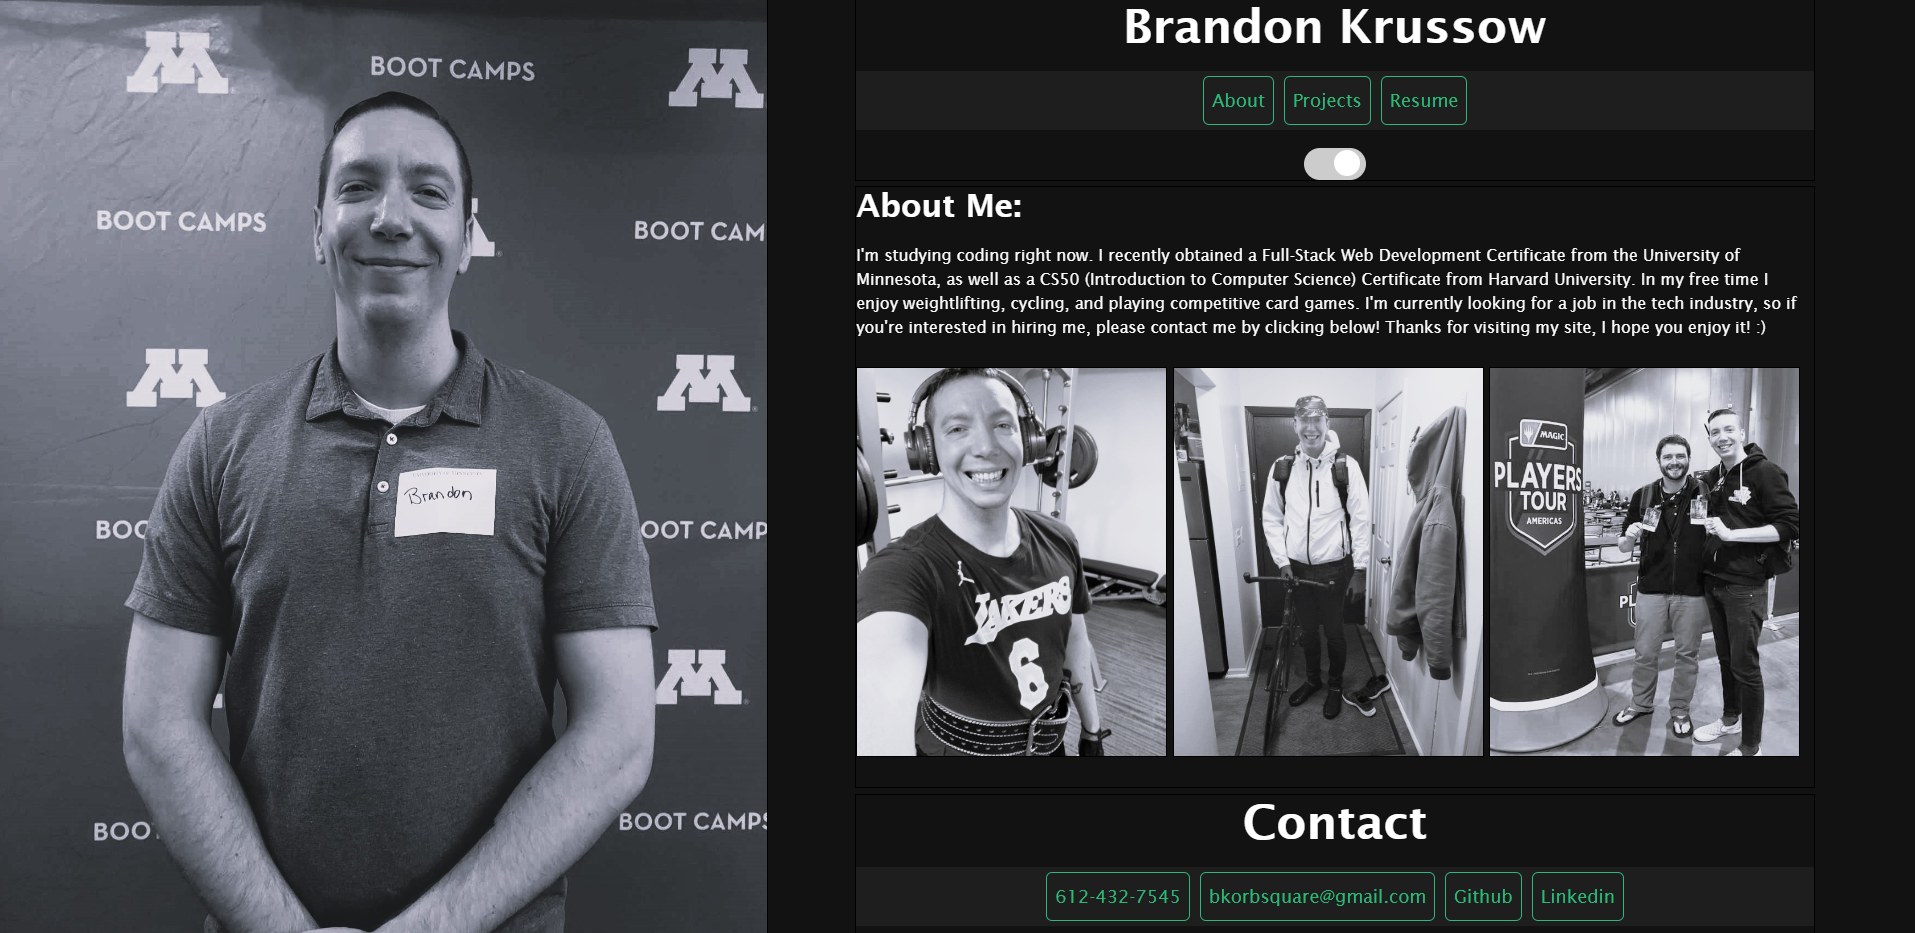 M
BOOT CAMPS
M
BOOT CAMPS
BOOT CAM
M
M
Brandon
BOO
OOT CAMP
M
BOO
BOOT CAMPS
Brandon Krussow
About
Projects
Resume
About Me:
I'm studying coding right now. I recently obtained a Full-Stack Web Development Certificate from the University of
Minnesota, as well as a CS50 (Introduction to Computer Science) Certificate from Harvard University. In my free time I
enjoy weightlifting, cycling, and playing competitive card games. I'm currently looking for a job in the tech industry, so if
you're interested in hiring me, please contact me by clicking below! Thanks for visiting my site, I hope you enjoy it! :)
LAKERS
6
MAGIC
PLAYERS
TOUR
AMERICAS
PL
Contact
612-432-7545
bkorbsquare@gmail.com
Github
Linkedin